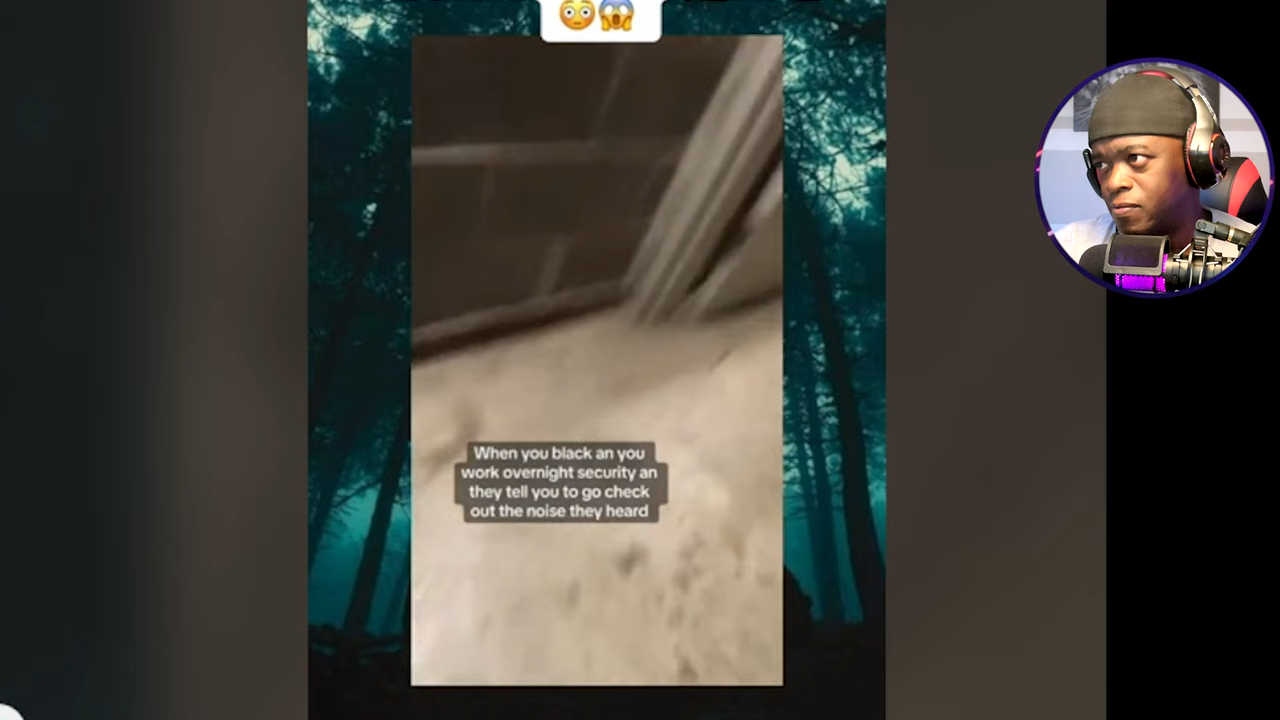 😳😱
When you black an you
work overnight security an
they tell you to go check
out the noise they heard